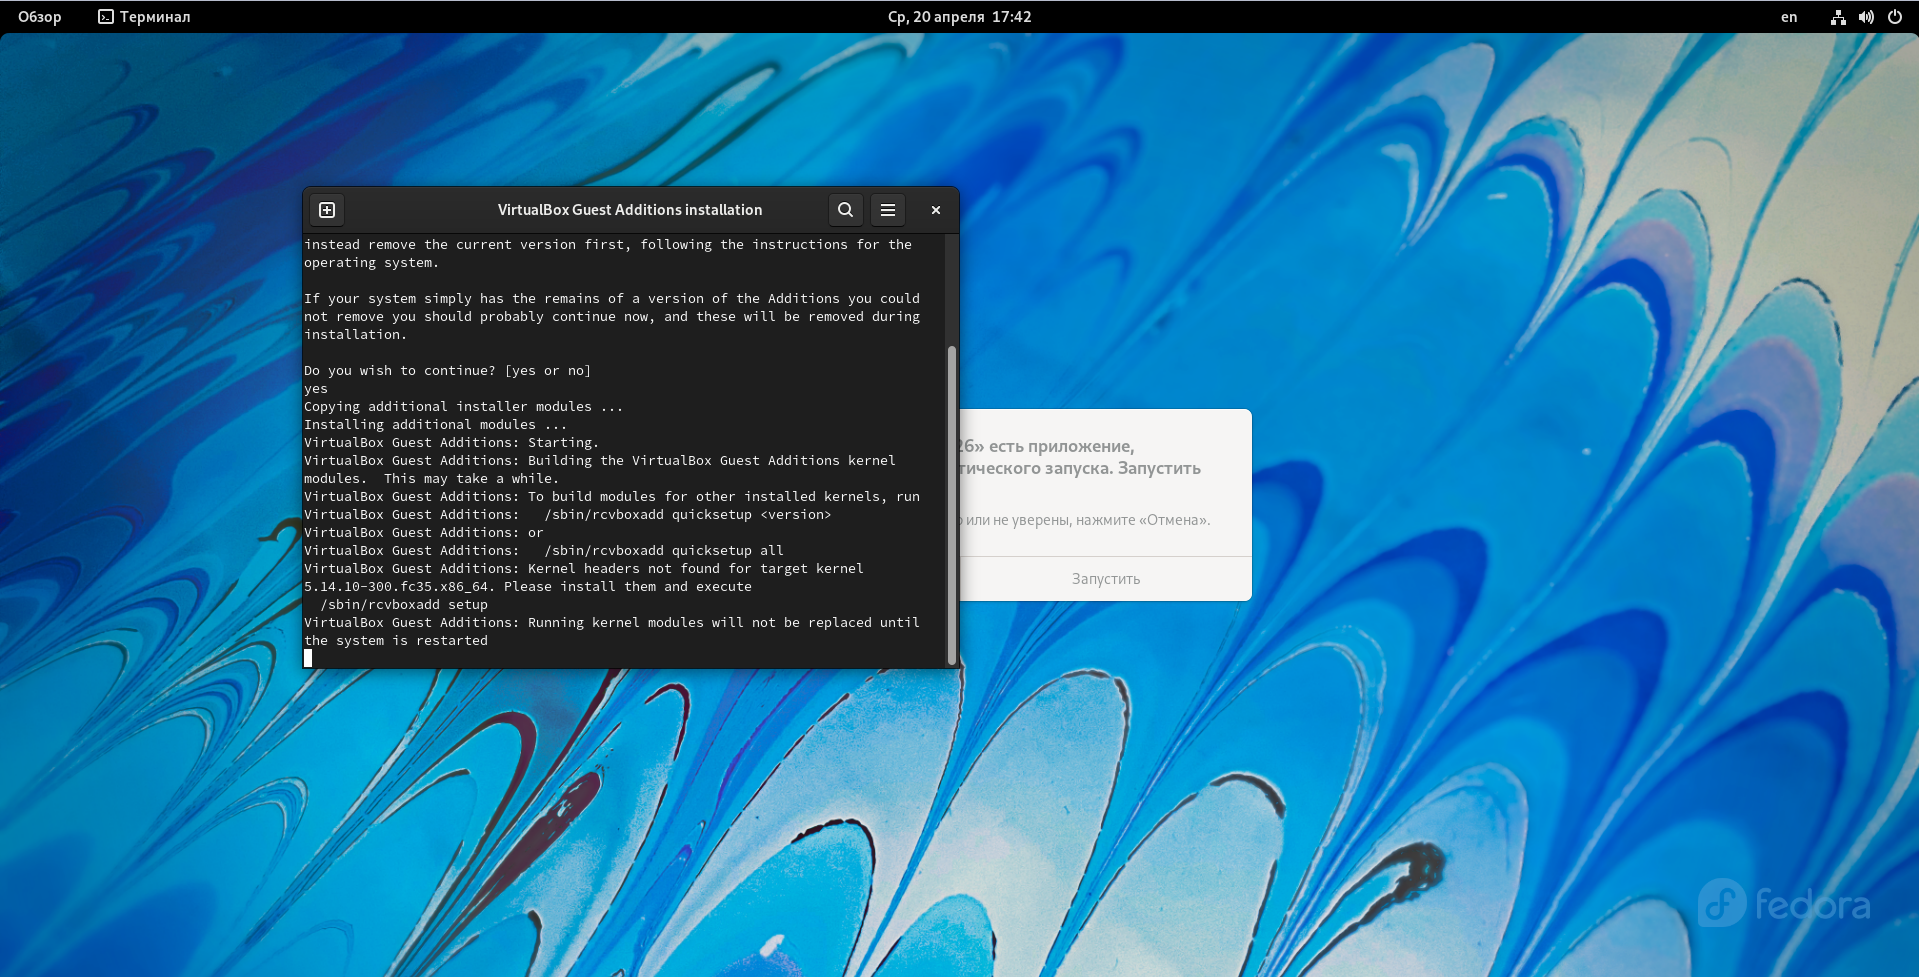 Обзор
Терминал
Ср, 20 апреля 17:42
en
VirtualBox Guest Additions installation
instead remove the current version first, following the instructions for the
operating system.
If your system simply has the remains of a version of the Additions you could
not remove you should probably continue now, and these will be removed during
installation.
Do you wish to continue? [yes or no]
yes
Copying additional installer modules ...
Installing additional modules ...
VirtualBox Guest Additions: Starting.
VirtualBox Guest Additions: Building the VirtualBox Guest Additions kernel
modules.  This may take a while.
VirtualBox Guest Additions: To build modules for other installed kernels, run
VirtualBox Guest Additions:   /sbin/rcvboxadd quicksetup <version>
VirtualBox Guest Additions: or
VirtualBox Guest Additions:   /sbin/rcvboxadd quicksetup all
VirtualBox Guest Additions: Kernel headers not found for target kernel
5.14.10-300.fc35.x86_64. Please install them and execute
  /sbin/rcvboxadd setup
VirtualBox Guest Additions: Running kernel modules will not be replaced until
the system is restarted
26» есть приложение,
тического запуска. Запустить
или не уверены, нажмите «Отмена».
Запустить
fedora